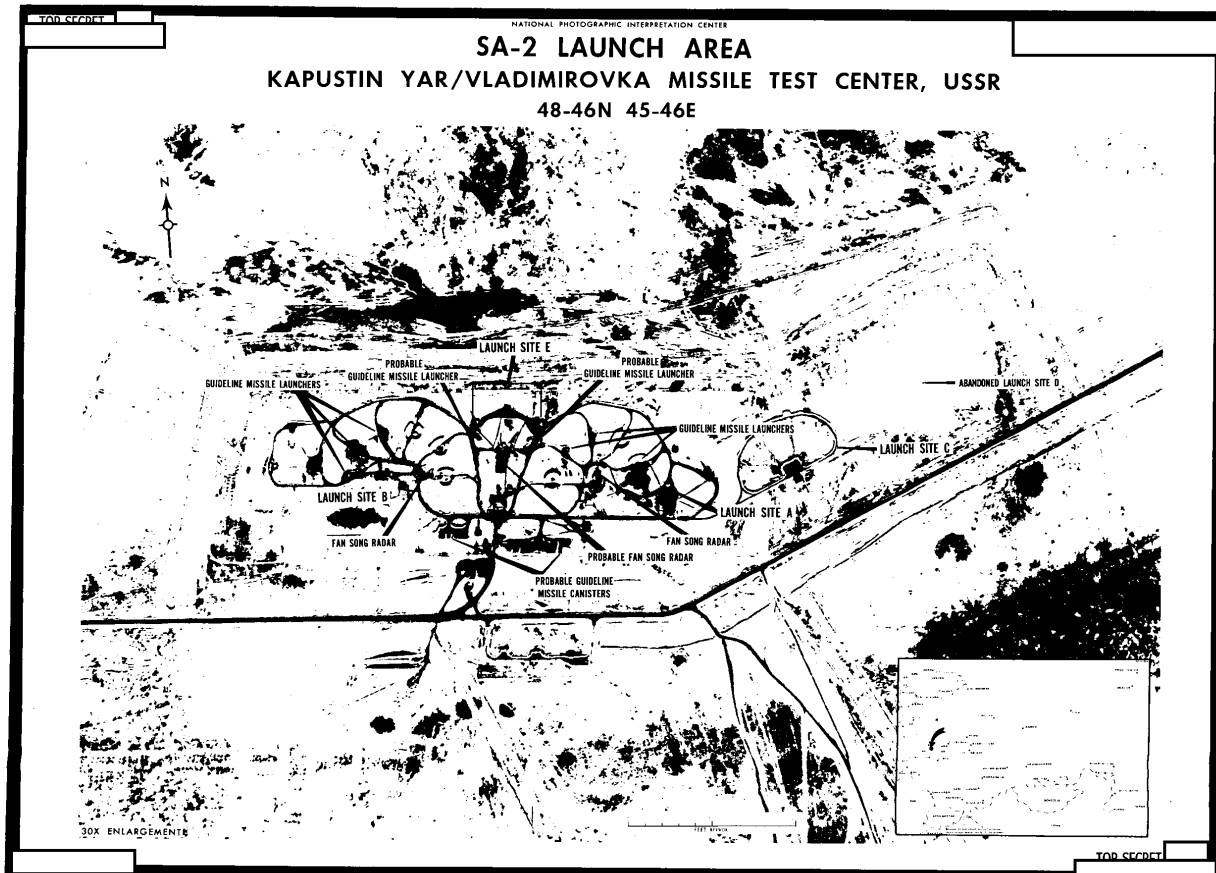 TOP SECRET
NATIONAL PHOTOGRAPHIC INTERPRETATION CENTER
SA-2 LAUNCH AREA
KAPUSTIN YAR/VLADIMIROVKA MISSILE TEST CENTER, USSR
48-46N 45-46E
N
LAUNCH SITE E
PROBABLE
GUIDELINE MISSILE LAUNCHER
PROBABLE
GUIDELINE MISSILE LAUNCHER
GUIDELINE MISSILE LAUNCHERS
ABANDONED LAUNCH SITE D
GUIDELINE MISSILE LAUNCHERS
LAUNCH SITE C
LAUNCH SITE B
LAUNCH SITE A
FAN SONG RADAR
FAN SONG RADAR
PROBABLE FAN SONG RADAR
PROBABLE GUIDELINE
MISSILE CANISTERS
30X ENLARGEMENT
FEET
TOP SECRET